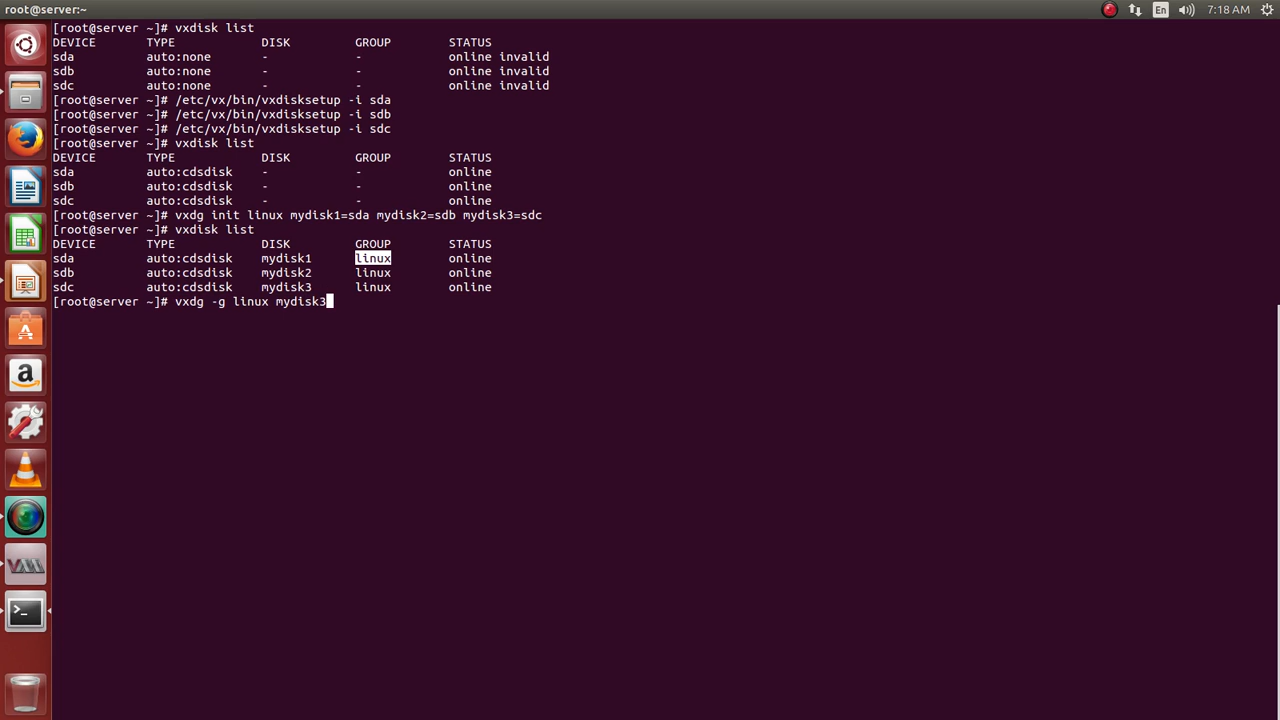 root@server:~
En
7:18 AM
[root@server ~]# vxdisk list
DEVICE TYPE DISK GROUP STATUS
sda auto:none - - online invalid
sdb auto:none - - online invalid
sdc auto:none - - online invalid
[root@server ~]# /etc/vx/bin/vxdisksetup -i sda
[root@server ~]# /etc/vx/bin/vxdisksetup -i sdb
[root@server ~]# /etc/vx/bin/vxdisksetup -i sdc
[root@server ~]# vxdisk list
DEVICE TYPE DISK GROUP STATUS
sda auto:cdsdisk - - online
sdb auto:cdsdisk - - online
sdc auto:cdsdisk - - online
[root@server ~]# vxdg init linux mydisk1=sda mydisk2=sdb mydisk3=sdc
[root@server ~]# vxdisk list
DEVICE TYPE DISK GROUP STATUS
sda auto:cdsdisk mydisk1 linux online
sdb auto:cdsdisk mydisk2 linux online
sdc auto:cdsdisk mydisk3 linux online
[root@server ~]# vxdg -g linux mydisk3